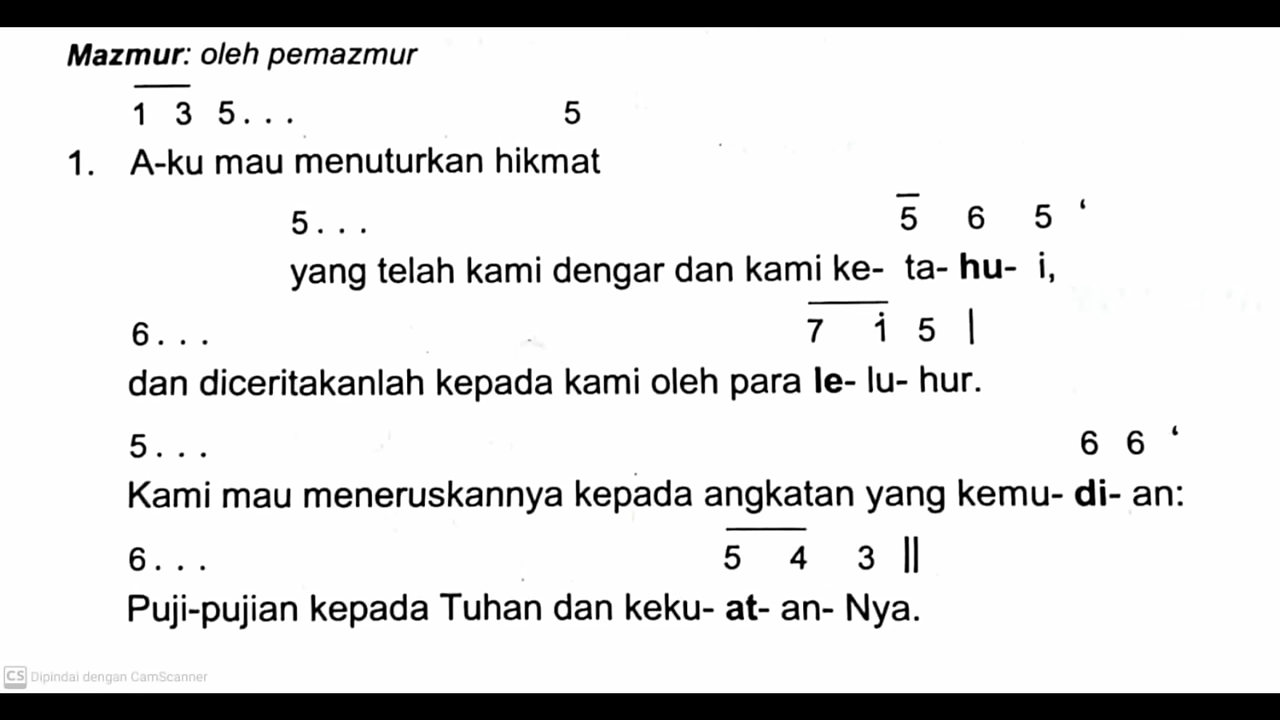 Mazmur: oleh pemazmur
1 3 5... 5
1. A-ku mau menuturkan hikmat
5... 5 6 5 ‘
yang telah kami dengar dan kami ke- ta- hu- i,
6... 7 i 5 |
dan diceritakanlah kepada kami oleh para le- lu- hur.
5... 6 6 ‘
Kami mau meneruskannya kepada angkatan yang kemu- di- an:
6... 5 4 3 ||
Puji-pujian kepada Tuhan dan keku- at- an- Nya.
CS Dipindai dengan CamScanner